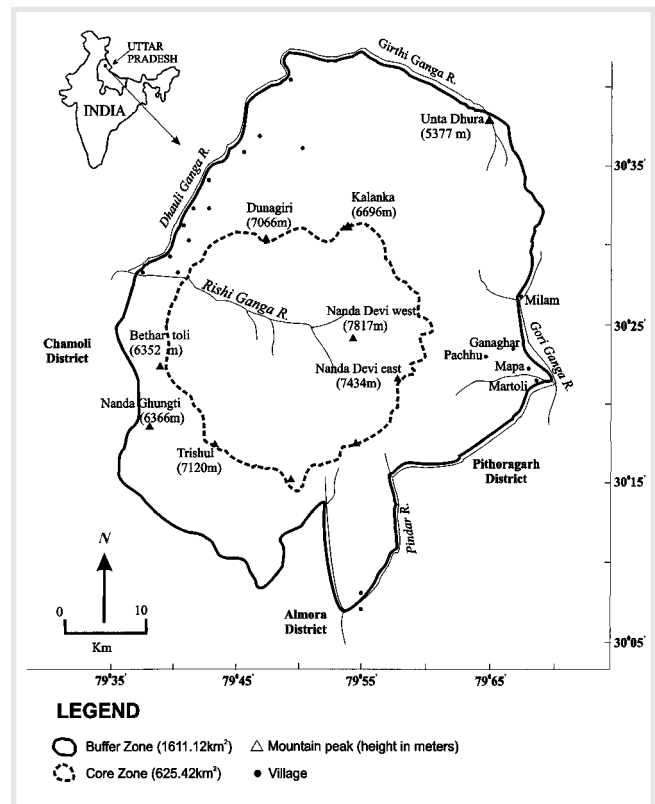 UTTAR
PRADESH
INDIA
Girthi Ganga R.
Unta Dhura
(5377 m)
30°35'
Dhauli Ganga R.
Dunagiri
(7066m)
Kalanka
(6696m)
Rishi Ganga R.
Nanda Devi west
(7817m)
Milam
30°25'
Chamoli
District
Bethartoli
(6352 m)
Nanda Devi east
(7434m)
Ganaghar
Pachhu
Mapa
Martoli
Gori Ganga R.
Nanda Ghungti
(6366m)
Trishul
(7120m)
Pithoragarh
District
30°15'
Pindar R.
N
0 10
Km
Almora
District
30°05'
79°35' 79°45' 79°55' 79°65'
LEGEND
Buffer Zone (1611.12km²) Mountain peak (height in meters)
Core Zone (625.42km²) Village